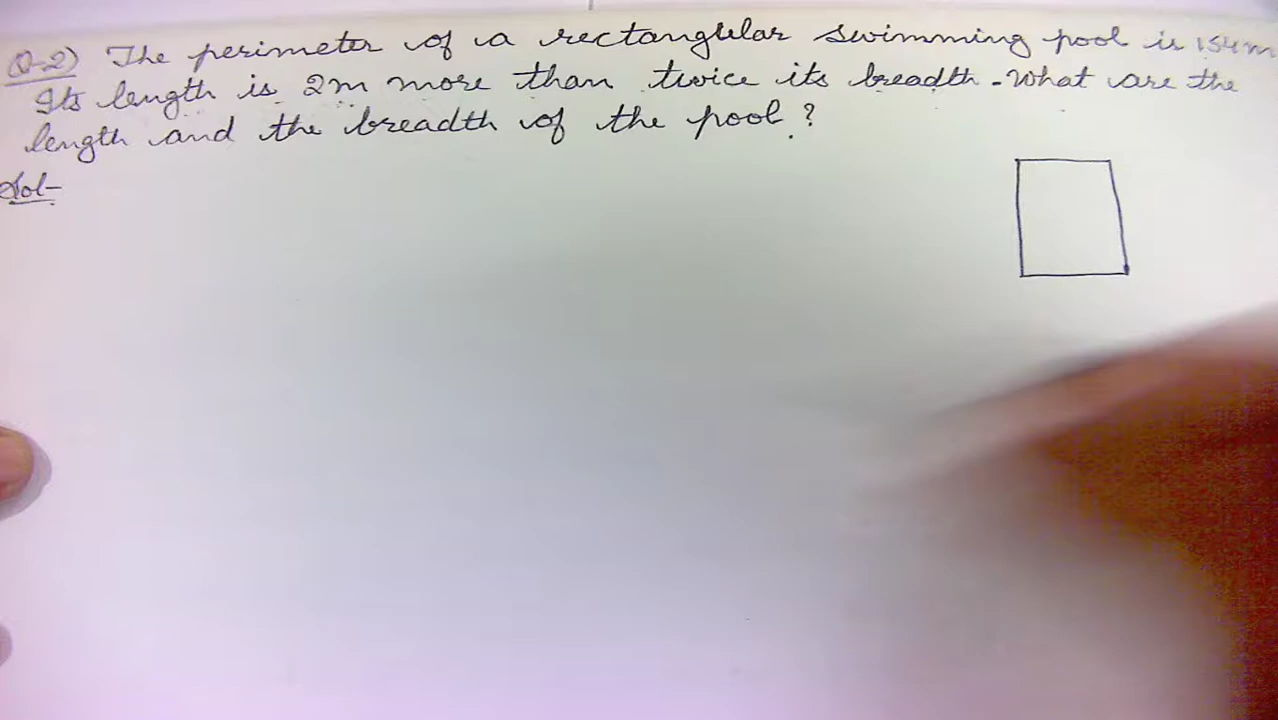 Q-2) The perimeter of a rectangular swimming pool is 154m
Its length is 2m more than twice its breadth. What are the
length and the breadth of the pool?
Sol-